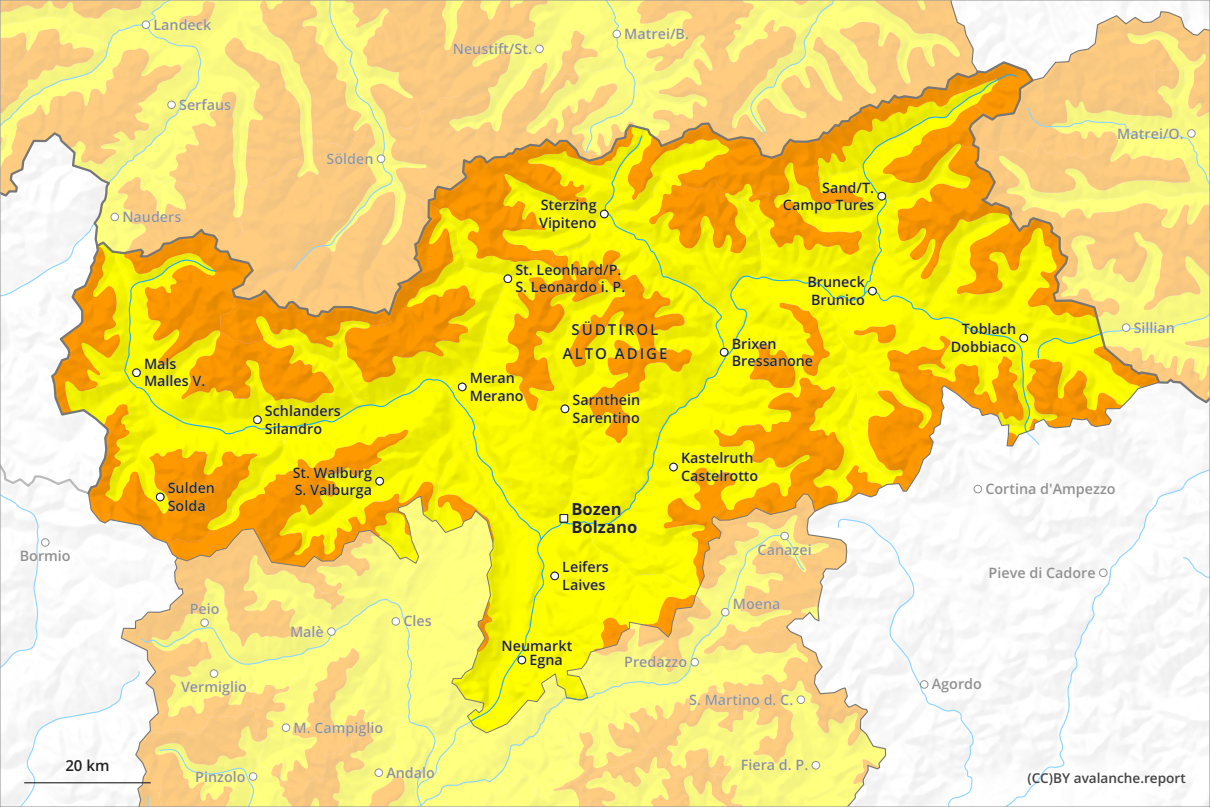 Landeck
Matrei/B.
Neustift/St.
Serfaus
Matrei/O.
Sölden
Nauders
Sand/T.
Campo Tures
Sterzing
Vipiteno
St. Leonhard/P.
S. Leonardo i. P.
Bruneck
Brunico
SÜDTIROL
ALTO ADIGE
Toblach
Dobbiaco
Sillian
Brixen
Bressanone
Mals
Malles V.
Meran
Merano
Sarnthein
Sarentino
Schlanders
Silandro
Kastelruth
Castelrotto
St. Walburg
S. Valburga
Sulden
Solda
Cortina d'Ampezzo
Bozen
Bolzano
Bormio
Canazei
Leifers
Laives
Pieve di Cadore
Peio
Moena
Malè
Cles
Neumarkt
Egna
Predazzo
Vermiglio
Agordo
S. Martino d. C.
M. Campiglio
Fiera d. P.
20 km
Pinzolo
Andalo
(CC)BY avalanche.report